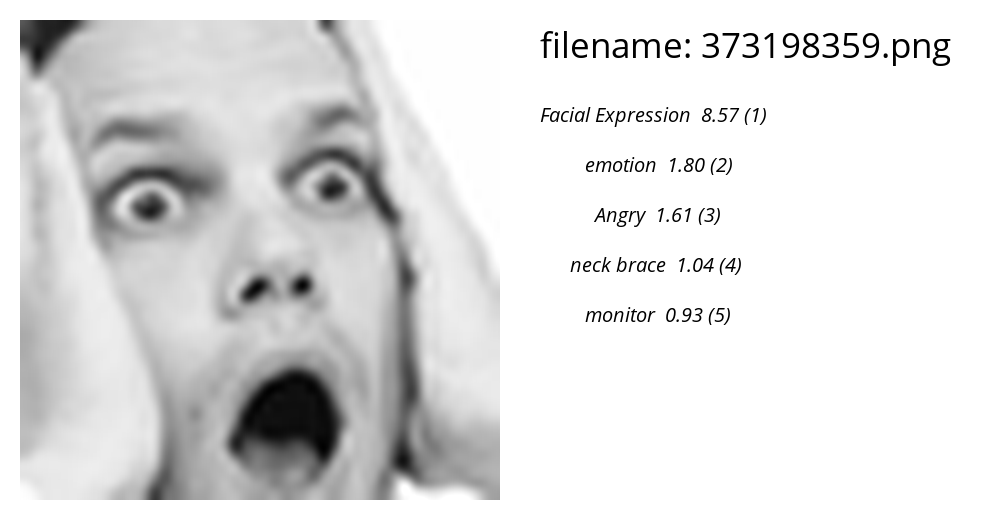 filename: 373198359.png
Facial Expression 8.57 (1)
emotion 1.80 (2)
Angry 1.61 (3)
neck brace 1.04 (4)
monitor 0.93 (5)